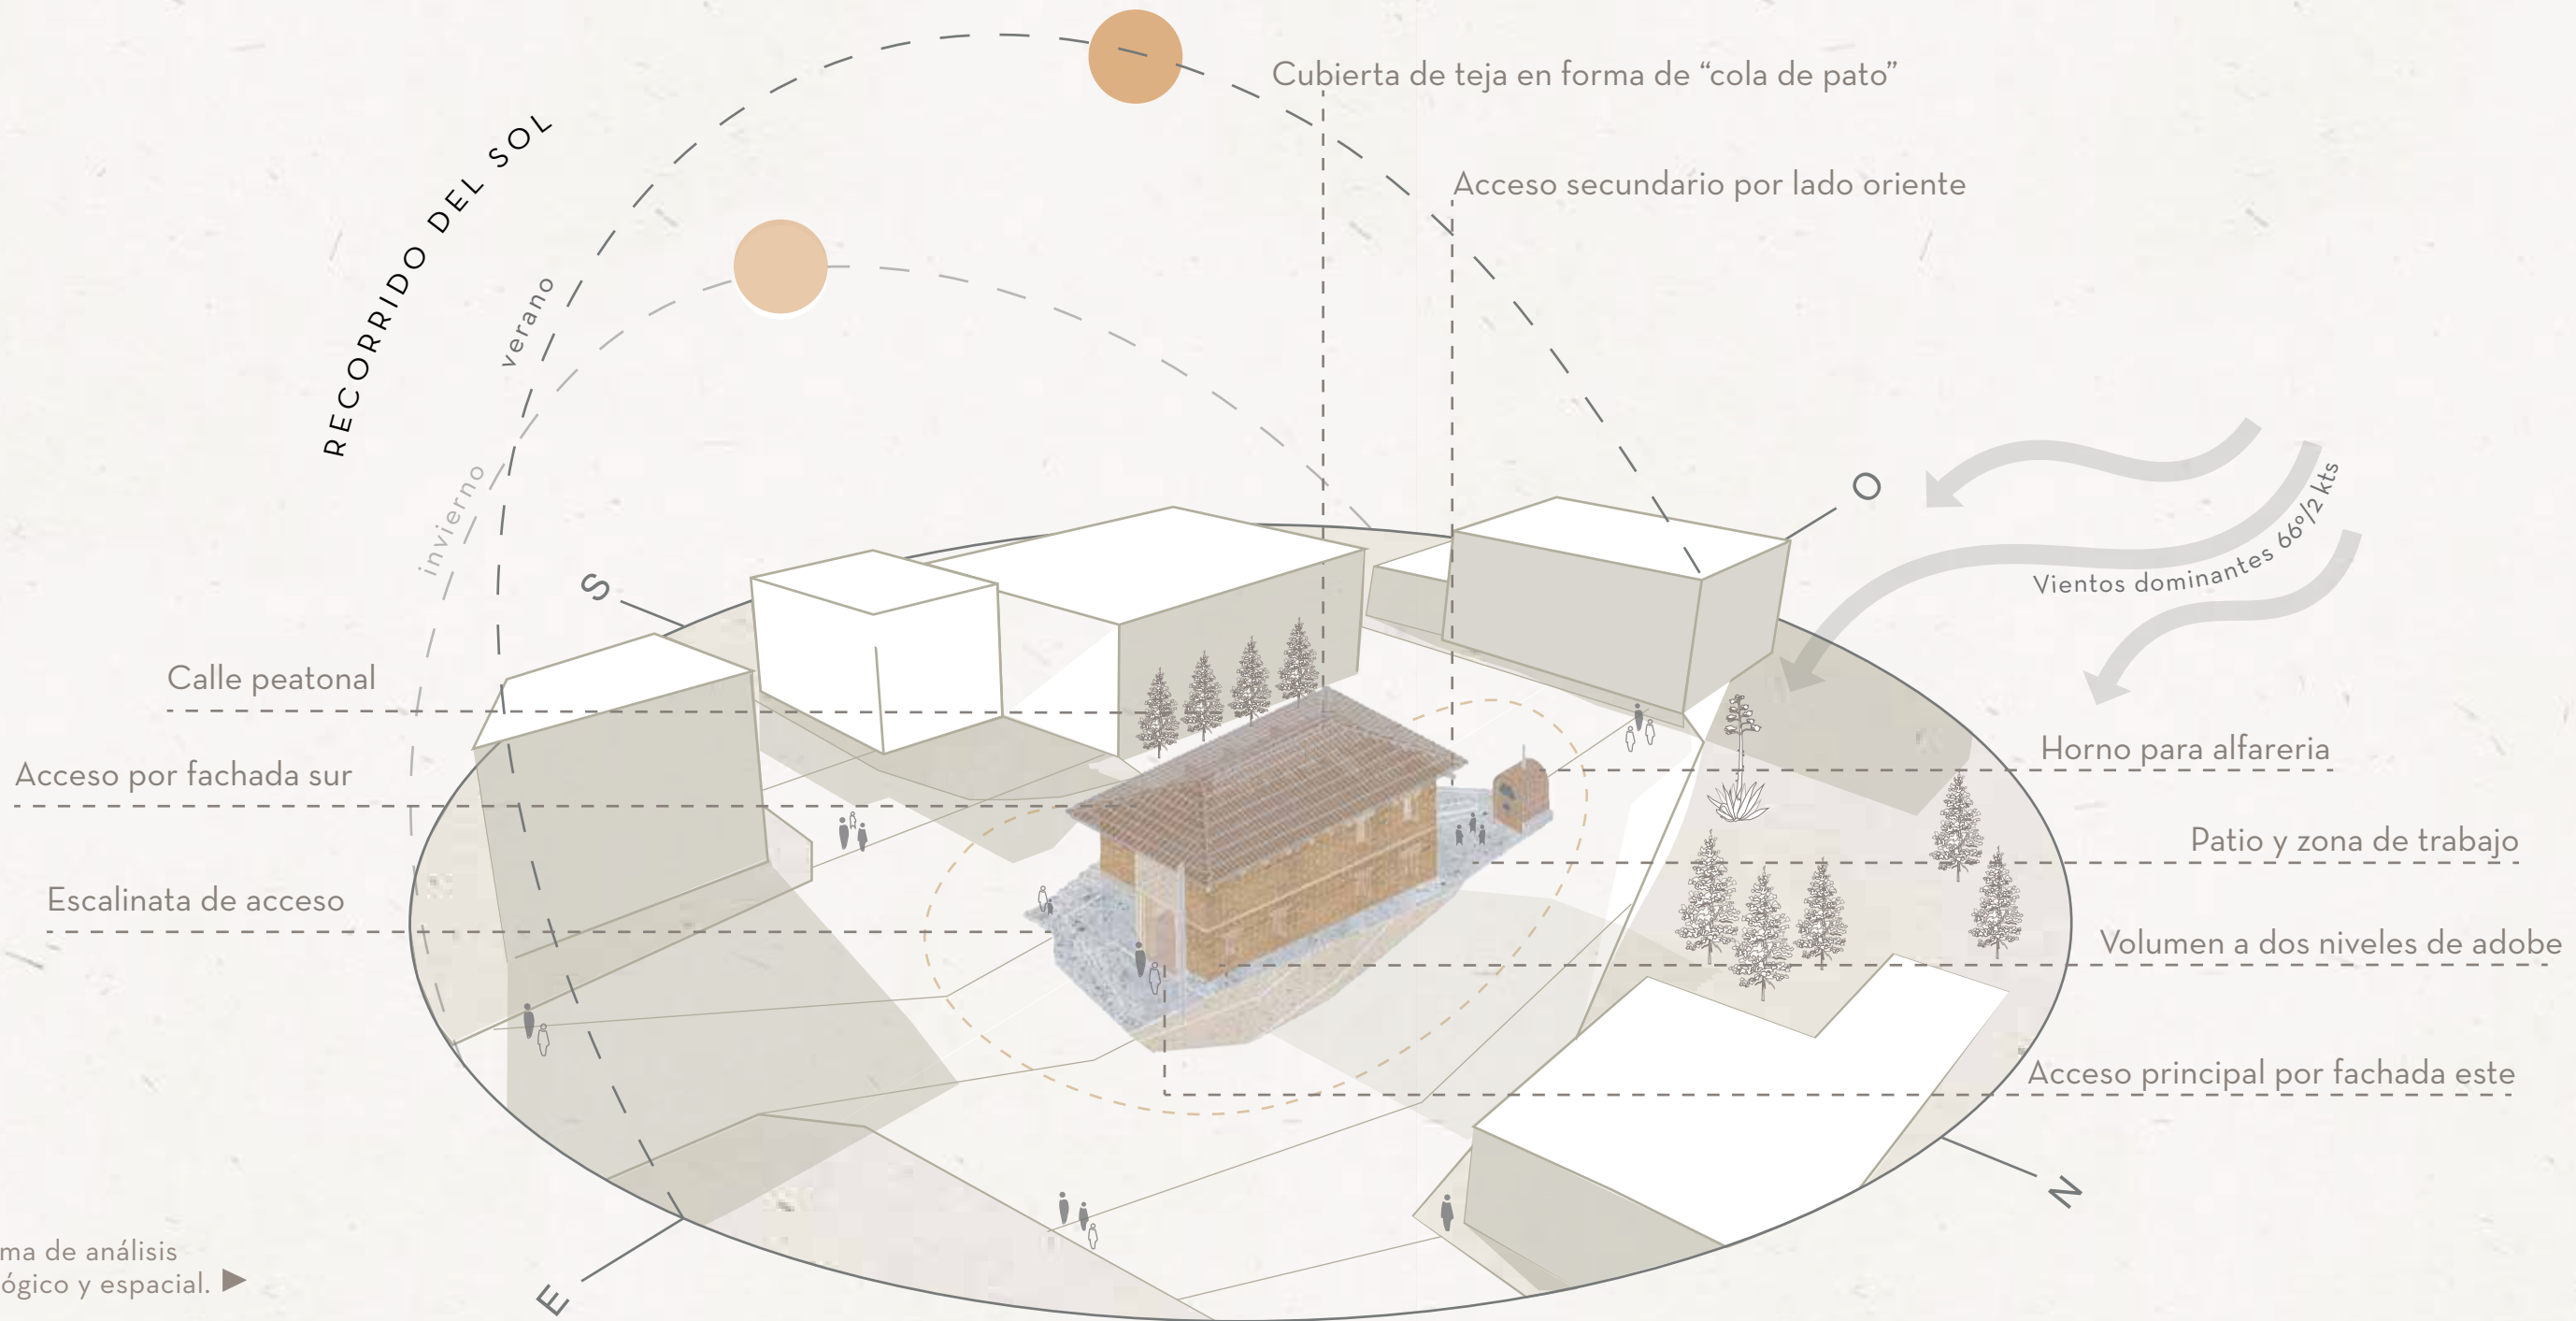 Cubierta de teja en forma de “cola de pato”
Acceso secundario por lado oriente
RECORRIDO DEL SOL
verano
invierno
S
O
Vientos dominantes 66º/2 kts
Calle peatonal
Acceso por fachada sur
Escalinata de acceso
Horno para alfareria
Patio y zona de trabajo
Volumen a dos niveles de adobe
Acceso principal por fachada este
N
E
ma de análisis
ógico y espacial.